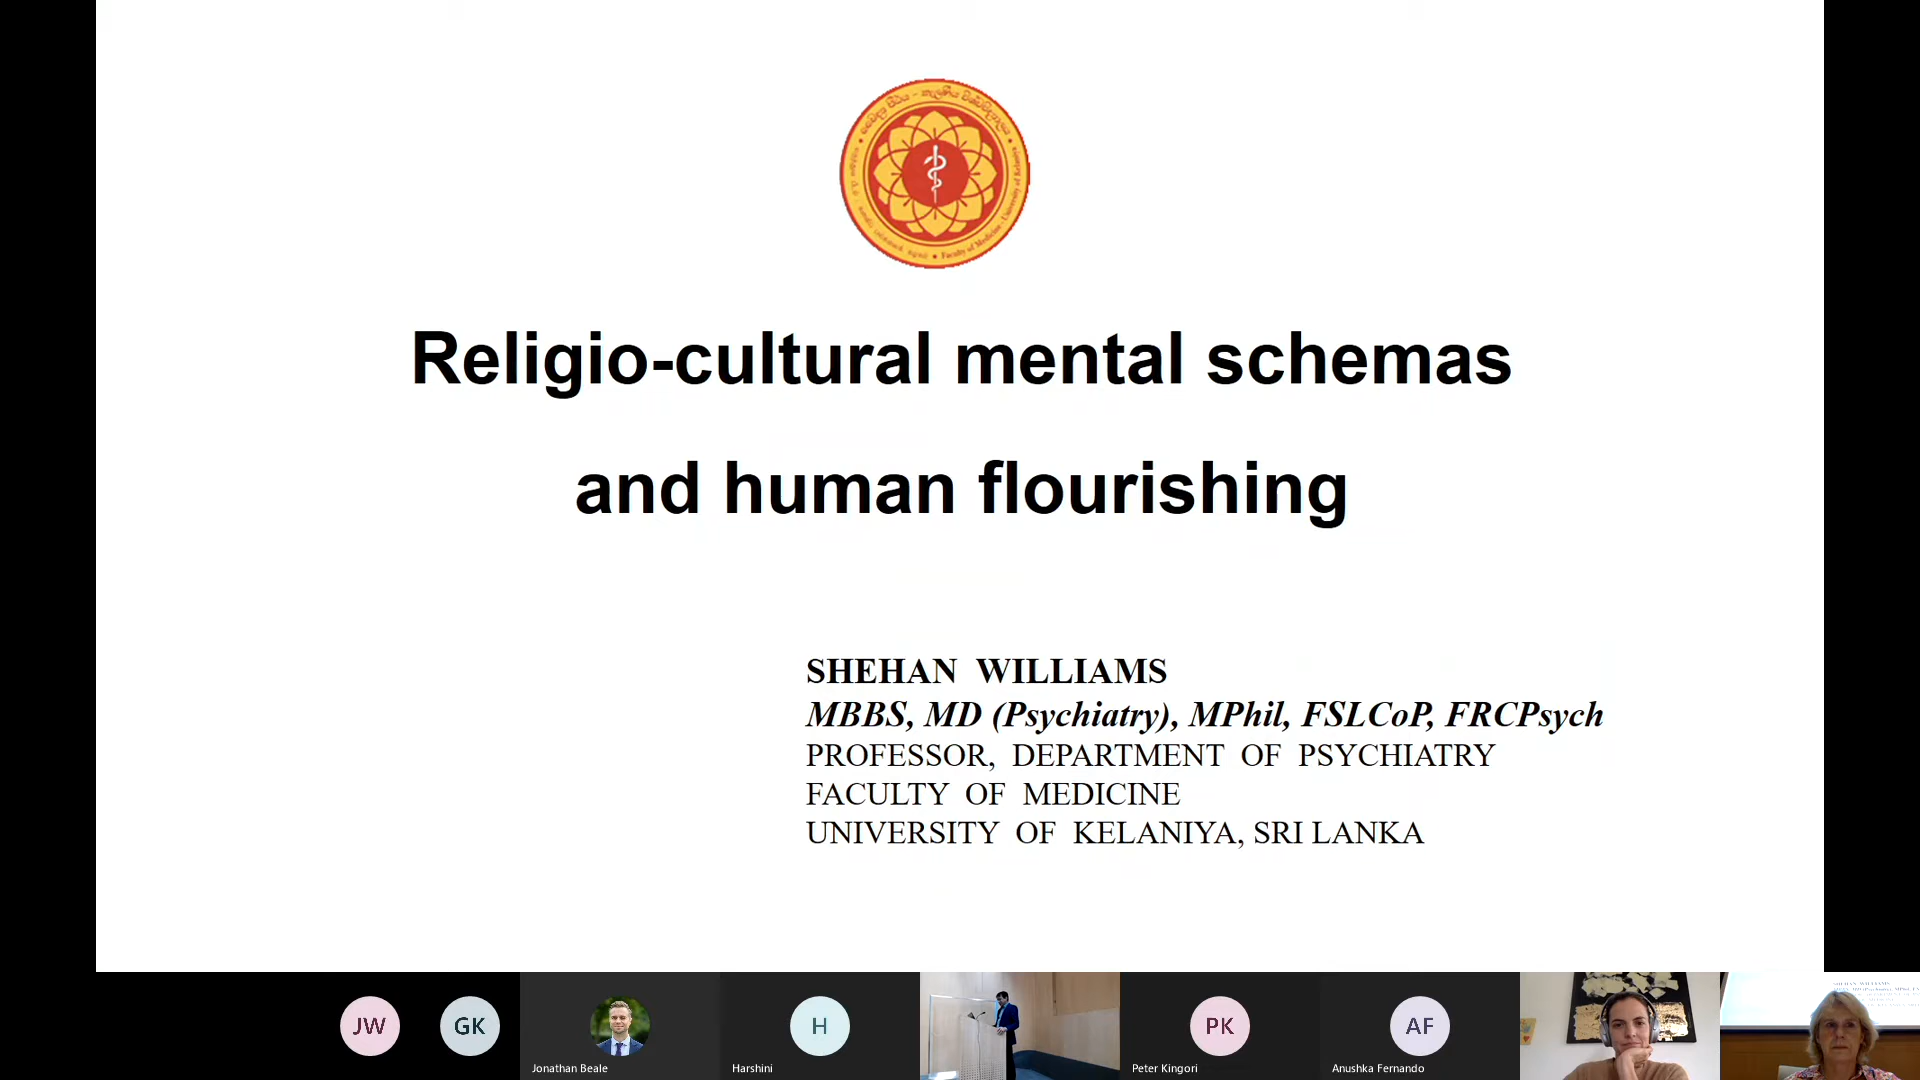 Religio-cultural mental schemas
and human flourishing
SHEHAN WILLIAMS
MBBS, MD (Psychiatry), MPhil, FSLCoP, FRCPsych
PROFESSOR, DEPARTMENT OF PSYCHIATRY
FACULTY OF MEDICINE
UNIVERSITY OF KELANIYA, SRI LANKA
JW
GK
Jonathan Beale
H
Harshini
PK
Peter Kingori
AF
Anushka Fernando